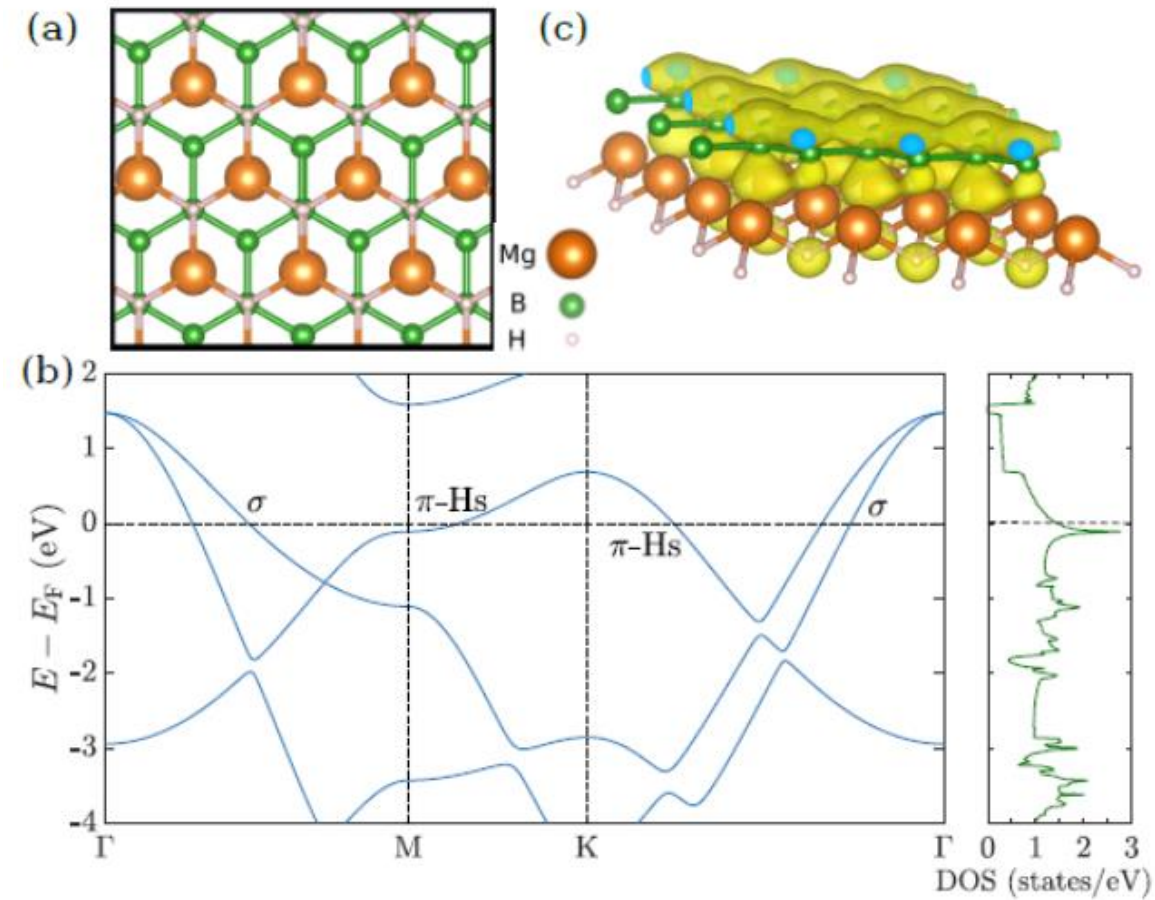 (a)
(c)
Mg
B
H
(b)
2
1
0
-1
-2
-3
-4
E − E_F (eV)
σ
π-Hs
π-Hs
σ
Γ
M
K
Γ
0 1 2 3
DOS (states/eV)